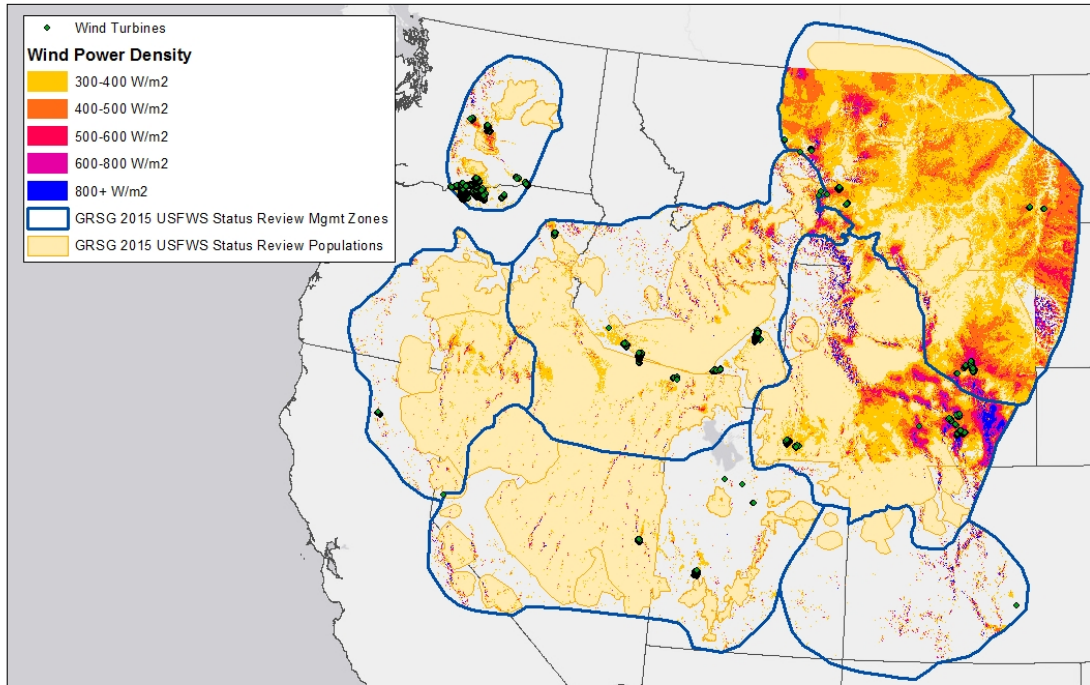 Wind Turbines
Wind Power Density
300-400 W/m2
400-500 W/m2
500-600 W/m2
600-800 W/m2
800+ W/m2
GRSG 2015 USFWS Status Review Mgmt Zones
GRSG 2015 USFWS Status Review Populations